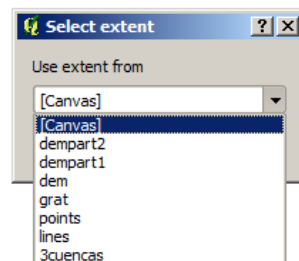 Select extent
Use extent from
[Canvas]
[Canvas]
dempart2
dempart1
dem
grat
points
lines
3cuencas